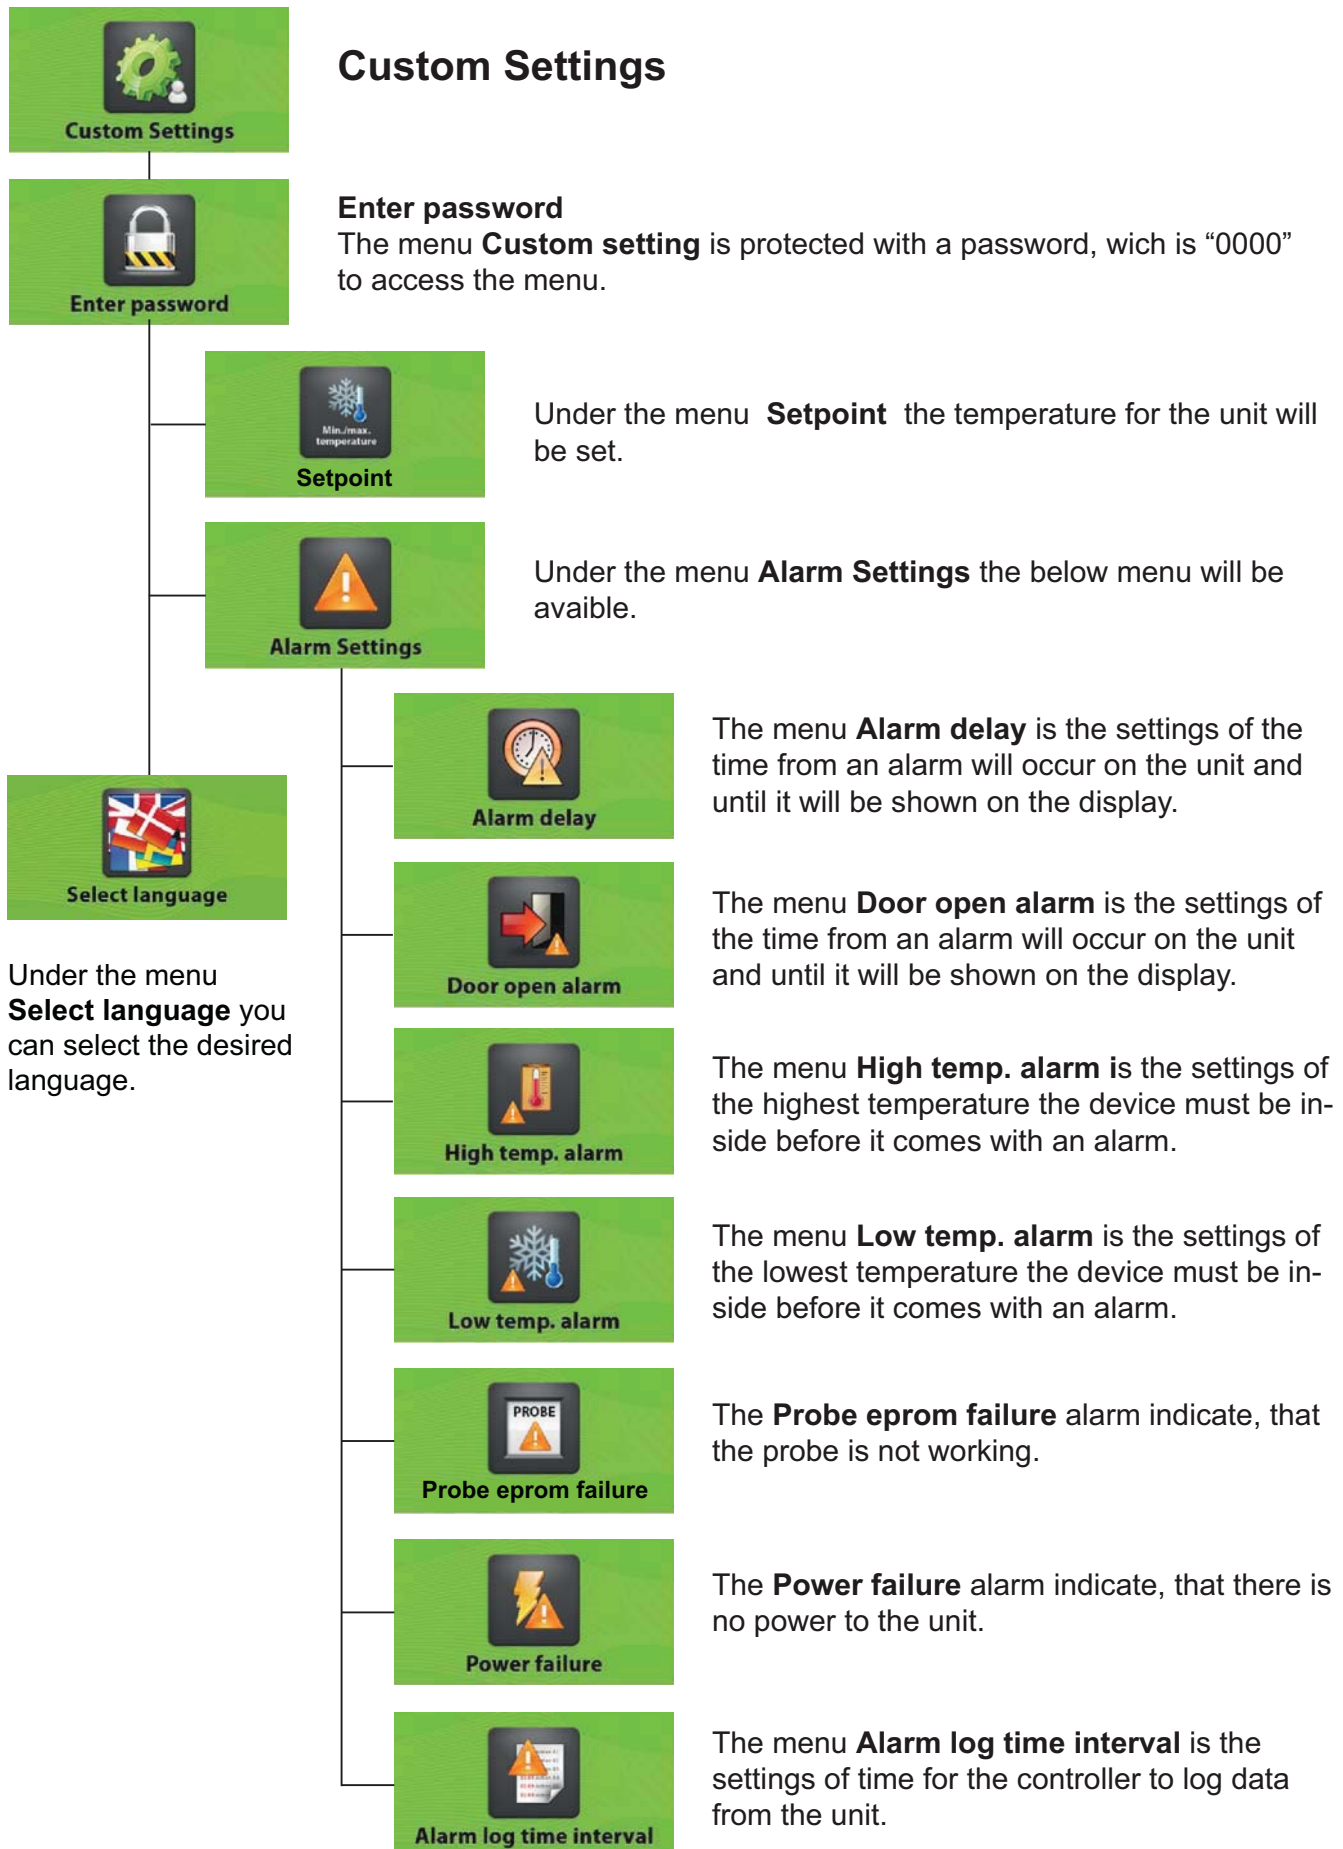 Custom Settings
Custom Settings
Enter password
Enter password
The menu Custom setting is protected with a password, wich is “0000”
to access the menu.
Min./max.
temperature
Setpoint
Under the menu Setpoint the temperature for the unit will
be set.
Alarm Settings
Under the menu Alarm Settings the below menu will be
avaible.
Select language
Under the menu
Select language you
can select the desired
language.
Alarm delay
The menu Alarm delay is the settings of the
time from an alarm will occur on the unit and
until it will be shown on the display.
Door open alarm
The menu Door open alarm is the settings of
the time from an alarm will occur on the unit
and until it will be shown on the display.
High temp. alarm
The menu High temp. alarm is the settings of
the highest temperature the device must be in-
side before it comes with an alarm.
Low temp. alarm
The menu Low temp. alarm is the settings of
the lowest temperature the device must be in-
side before it comes with an alarm.
PROBE
Probe eprom failure
The Probe eprom failure alarm indicate, that
the probe is not working.
Power failure
The Power failure alarm indicate, that there is
no power to the unit.
Alarm log time interval
The menu Alarm log time interval is the
settings of time for the controller to log data
from the unit.